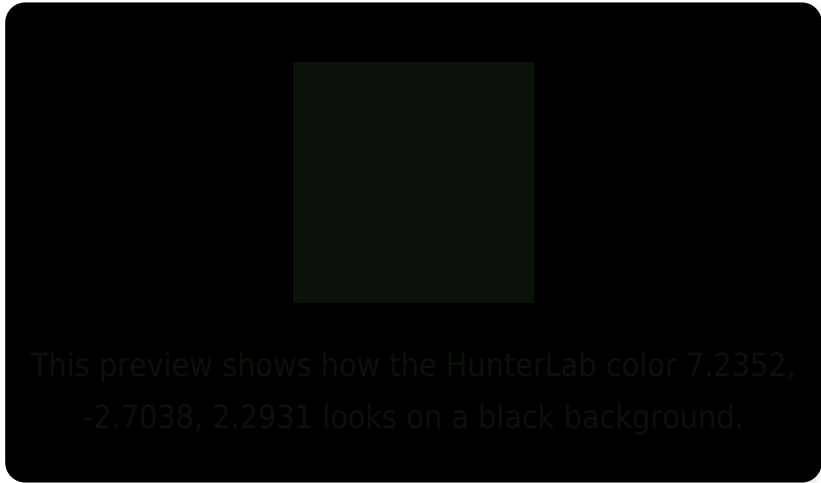 This preview shows how the HunterLab color 7.2352,
-2.7038, 2.2931 looks on a black background.